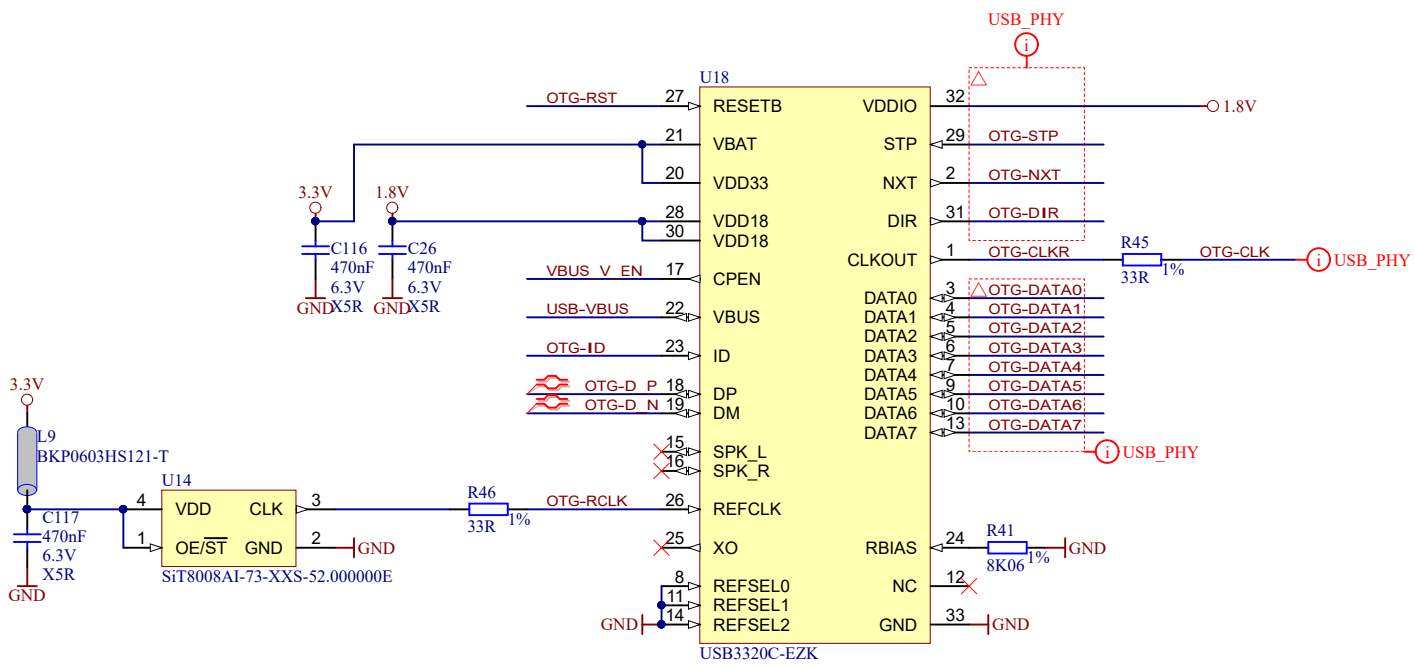 USB_PHY
i
U18
OTG-RST 27 RESETB VDDIO 32 1.8V
21 VBAT STP 29 OTG-STP
20 VDD33 NXT 2 OTG-NXT
3.3V 1.8V
28 VDD18 DIR 31 OTG-DIR
30 VDD18
C116 C26
470nF 470nF
6.3V 6.3V
X5R X5R
GND GND
CLKOUT 1 OTG-CLKR R45 OTG-CLK i USB_PHY
33R 1%
VBUS_V_EN 17 CPEN
DATA0 3 OTG-DATA0
USB-VBUS 22 VBUS DATA1 4 OTG-DATA1
DATA2 5 OTG-DATA2
OTG-ID 23 ID DATA3 6 OTG-DATA3
DATA4 7 OTG-DATA4
OTG-D_P 18 DP DATA5 9 OTG-DATA5
OTG-D_N 19 DM DATA6 10 OTG-DATA6
DATA7 13 OTG-DATA7
i USB_PHY
15 SPK_L
16 SPK_R
3.3V
L9
BKP0603HS121-T
U14
4 VDD CLK 3 R46 OTG-RCLK 26 REFCLK
33R 1%
1 OE/ST GND 2 GND
SiT8008AI-73-XXS-52.000000E
C117
470nF
6.3V
X5R
GND
25 XO RBIAS 24 R41 GND
8K06 1%
8 REFSEL0 NC 12
11 REFSEL1
GND 14 REFSEL2 GND 33 GND
USB3320C-EZK